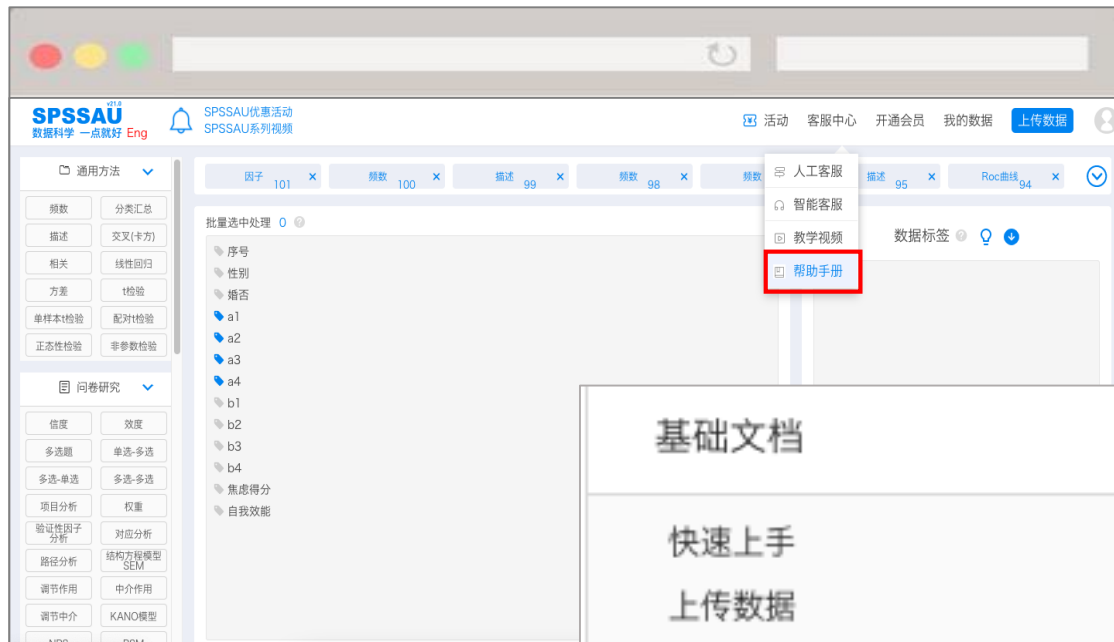 SPSSAU v21.0
数据科学 一点就好 Eng
SPSSAU优惠活动
SPSSAU系列视频
活动 客服中心 开通会员 我的数据 上传数据
人工客服
智能客服
教学视频
帮助手册
通用方法
频数 分类汇总
描述 交叉(卡方)
相关 线性回归
方差 t检验
单样本t检验 配对t检验
正态性检验 非参数检验
问卷研究
信度 效度
多选题 单选-多选
多选-单选 多选-多选
项目分析 权重
验证性因子分析 对应分析
路径分析 结构方程模型SEM
调节作用 中介作用
调节中介 KANO模型
因子 101 × 频数 100 × 描述 99 × 频数 98 × 频数 描述 95 × Roc曲线 94 ×
批量选中处理 0
序号
性别
婚否
a1
a2
a3
a4
b1
b2
b3
b4
焦虑得分
自我效能
数据标签
基础文档
快速上手
上传数据